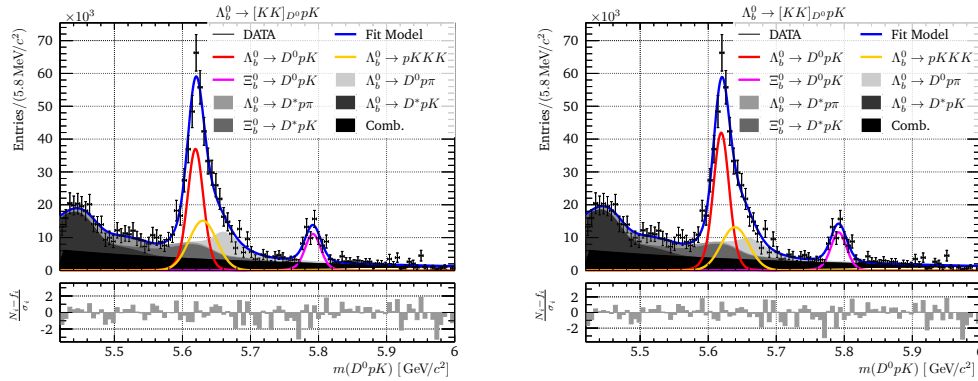 Λ⁰_b → [KK]_D⁰ pK
×10³
Entries/(5.8 MeV/c²)
70
60
50
40
30
20
10
0
DATA
Fit Model
Λ⁰_b → D⁰pK
Λ⁰_b → pKKK
Ξ⁰_b → D⁰pK
Λ⁰_b → D⁰pπ
Λ⁰_b → D*pπ
Λ⁰_b → D*pK
Ξ⁰_b → D*pK
Comb.
(N_i − f_i)/σ_i
2
0
-2
5.5
5.6
5.7
5.8
5.9
6
m(D⁰pK) [ GeV/c²]
Λ⁰_b → [KK]_D⁰ pK
×10³
Entries/(5.8 MeV/c²)
70
60
50
40
30
20
10
0
DATA
Fit Model
Λ⁰_b → D⁰pK
Λ⁰_b → pKKK
Ξ⁰_b → D⁰pK
Λ⁰_b → D⁰pπ
Λ⁰_b → D*pπ
Λ⁰_b → D*pK
Ξ⁰_b → D*pK
Comb.
(N_i − f_i)/σ_i
2
0
-2
5.5
5.6
5.7
5.8
5.9
6
m(D⁰pK) [ GeV/c²]